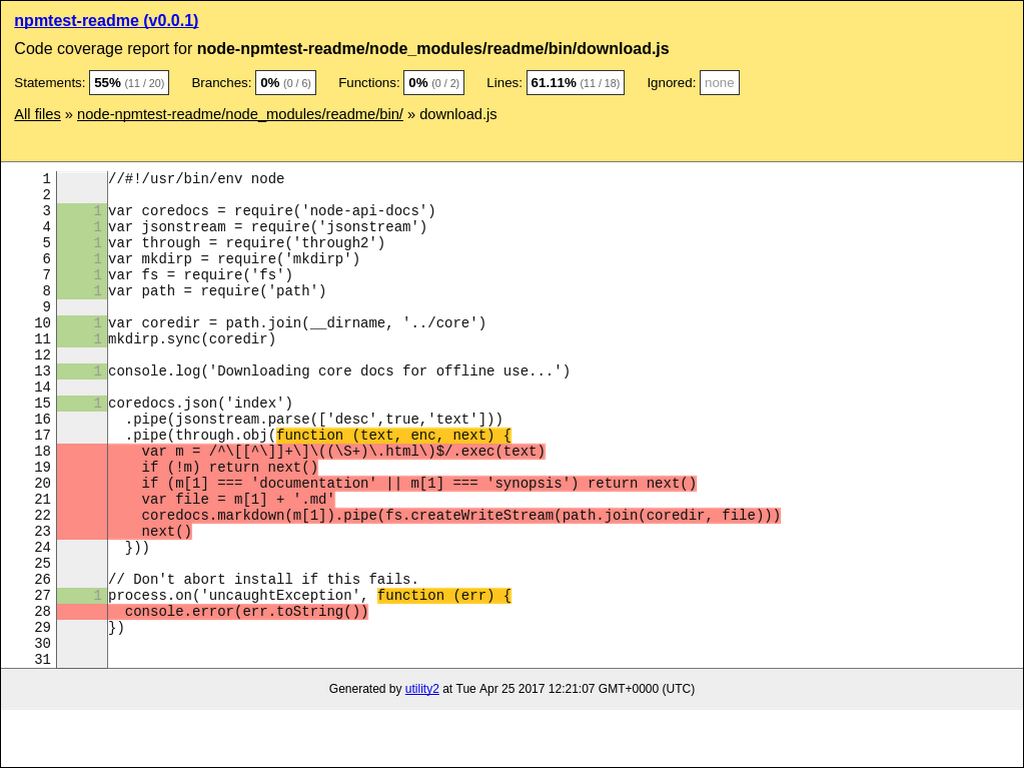 npmtest-readme (v0.0.1)
Code coverage report for node-npmtest-readme/node_modules/readme/bin/download.js
Statements: 55% (11 / 20) Branches: 0% (0 / 6) Functions: 0% (0 / 2) Lines: 61.11% (11 / 18) Ignored: none
All files » node-npmtest-readme/node_modules/readme/bin/ » download.js
1 //#!/usr/bin/env node
2
3 1 var coredocs = require('node-api-docs')
4 1 var jsonstream = require('jsonstream')
5 1 var through = require('through2')
6 1 var mkdirp = require('mkdirp')
7 1 var fs = require('fs')
8 1 var path = require('path')
9
10 1 var coredir = path.join(__dirname, '../core')
11 1 mkdirp.sync(coredir)
12
13 1 console.log('Downloading core docs for offline use...')
14
15 1 coredocs.json('index')
16 .pipe(jsonstream.parse(['desc',true,'text']))
17 .pipe(through.obj(function (text, enc, next) {
18 var m = /^\[[^\]]+\]\((\S+)\.html\)$/.exec(text)
19 if (!m) return next()
20 if (m[1] === 'documentation' || m[1] === 'synopsis') return next()
21 var file = m[1] + '.md'
22 coredocs.markdown(m[1]).pipe(fs.createWriteStream(path.join(coredir, file)))
23 next()
24 }))
25
26 // Don't abort install if this fails.
27 1 process.on('uncaughtException', function (err) {
28 console.error(err.toString())
29 })
30
31
Generated by utility2 at Tue Apr 25 2017 12:21:07 GMT+0000 (UTC)